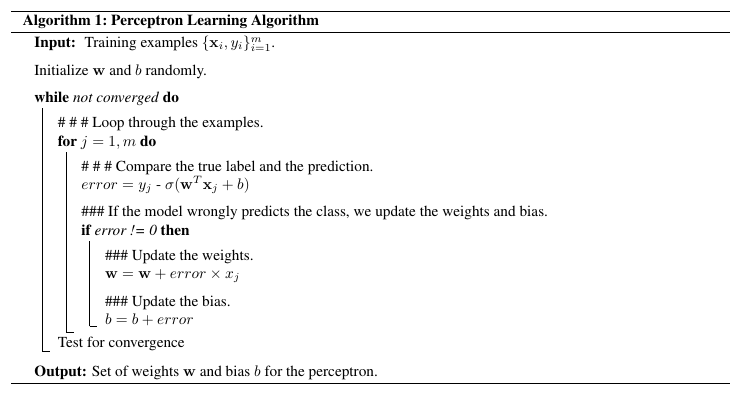 Algorithm 1: Perceptron Learning Algorithm
Input: Training examples {𝐱ᵢ, yᵢ}ᵢ₌₁ᵐ.
Initialize 𝐰 and b randomly.
while not converged do
# # # Loop through the examples.
for j = 1, m do
# # # Compare the true label and the prediction.
error = yⱼ - σ(𝐰ᵀ𝐱ⱼ + b)
### If the model wrongly predicts the class, we update the weights and bias.
if error != 0 then
### Update the weights.
𝐰 = 𝐰 + error × xⱼ
### Update the bias.
b = b + error
Test for convergence
Output: Set of weights 𝐰 and bias b for the perceptron.